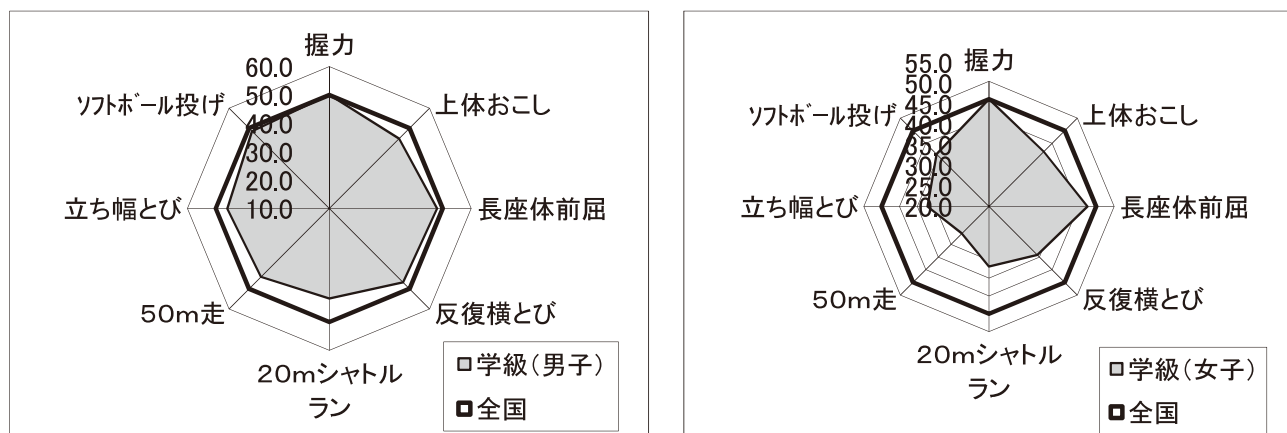 握力
60.0
50.0
40.0
30.0
20.0
10.0
上体おこし
長座体前屈
反復横とび
20mシャトル
ラン
50m走
立ち幅とび
ソフトボール投げ
学級(男子)
全国
握力
55.0
50.0
45.0
40.0
35.0
30.0
25.0
20.0
上体おこし
長座体前屈
反復横とび
20mシャトル
ラン
50m走
立ち幅とび
ソフトボール投げ
学級(女子)
全国